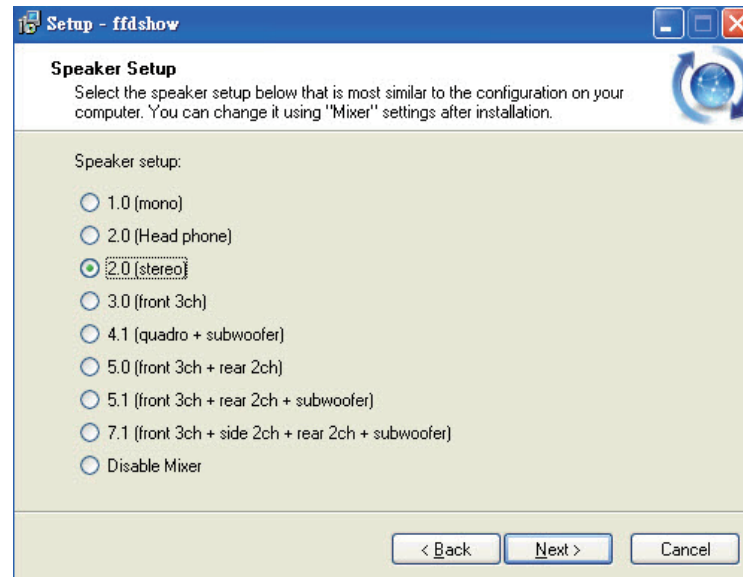 Setup - ffdshow
Speaker Setup
Select the speaker setup below that is most similar to the configuration on your
computer. You can change it using "Mixer" settings after installation.
Speaker setup:
1.0 (mono)
2.0 (Head phone)
2.0 (stereo)
3.0 (front 3ch)
4.1 (quadro + subwoofer)
5.0 (front 3ch + rear 2ch)
5.1 (front 3ch + rear 2ch + subwoofer)
7.1 (front 3ch + side 2ch + rear 2ch + subwoofer)
Disable Mixer
< Back Next > Cancel